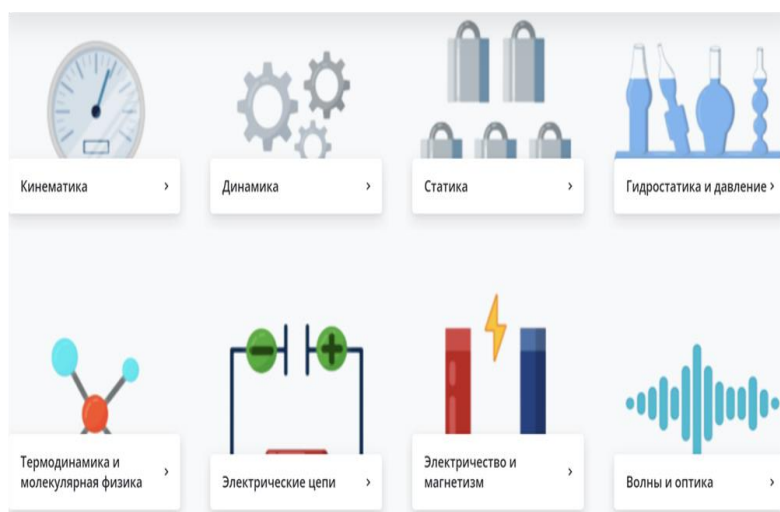 Кинематика
Динамика
Статика
Гидростатика и давление
Термодинамика и
молекулярная физика
Электрические цепи
Электричество и
магнетизм
Волны и оптика